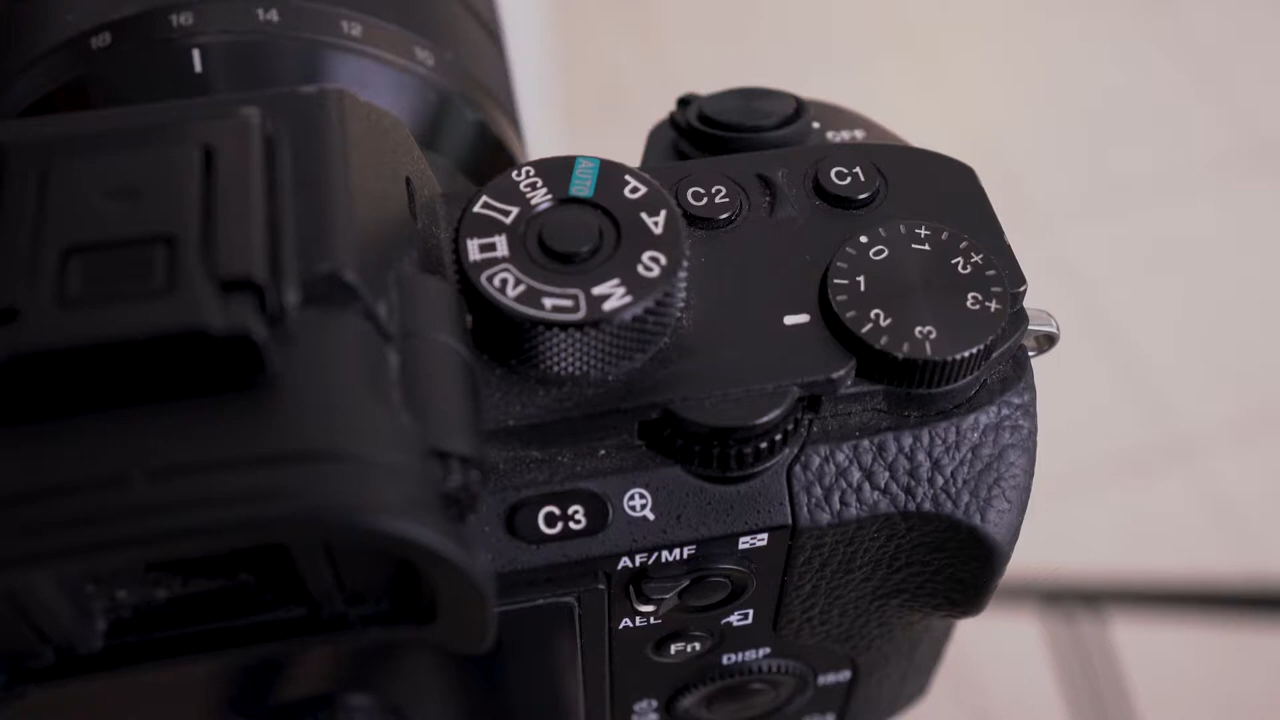 18 16 14 12 10
OFF
AUTO
P
A
S
M
1
2
SCN
C2
C1
0
+1
+2
+3
-3
-2
-1
C3
AF/MF
AEL
Fn
DISP
ISO